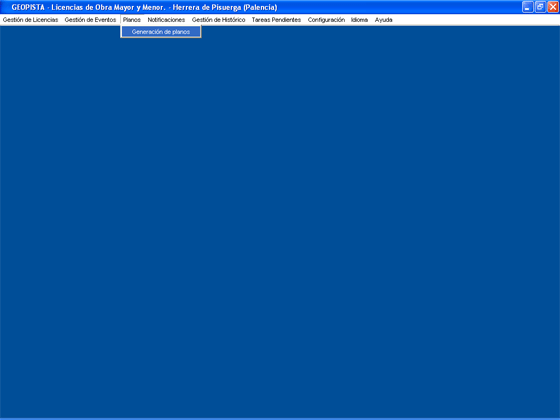 GEOPISTA - Licencias de Obra Mayor y Menor. - Herrera de Pisuerga (Palencia)
Gestión de Licencias Gestión de Eventos Planos Notificaciones Gestión de Histórico Tareas Pendientes Configuración Idioma Ayuda
Generación de planos